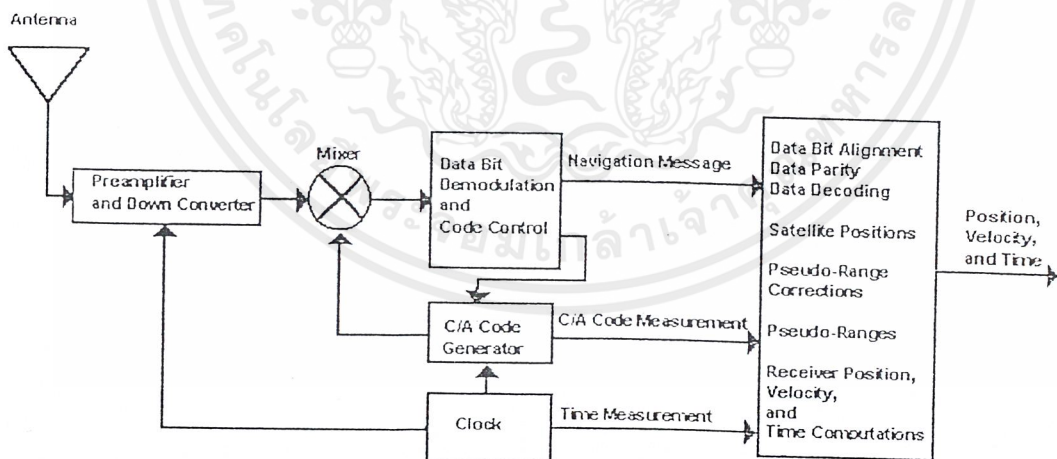 Antenna
Preamplifier
and Down Converter
Mixer
Data Bit
Demodulation
and
Code Control
Navigation Message
C/A Code
Generator
C/A Code Measurement
Clock
Time Measurement
Data Bit Alignment
Data Parity
Data Decoding
Satellite Positions
Pseudo-Range
Corrections
Pseudo-Ranges
Receiver Position,
Velocity,
and
Time Computations
Position,
Velocity,
and Time